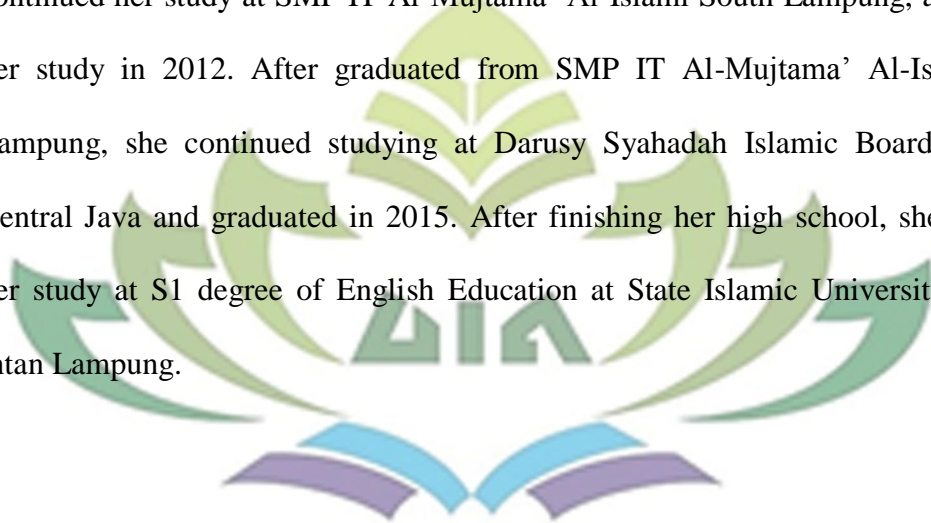 ontinued her study at SMP IT Al-Mujtama' Al-Islami South Lampung, a
er study in 2012. After graduated from SMP IT Al-Mujtama' Al-Is
ampung, she continued studying at Darusy Syahadah Islamic Board
entral Java and graduated in 2015. After finishing her high school, she
er study at S1 degree of English Education at State Islamic Universit
ntan Lampung.